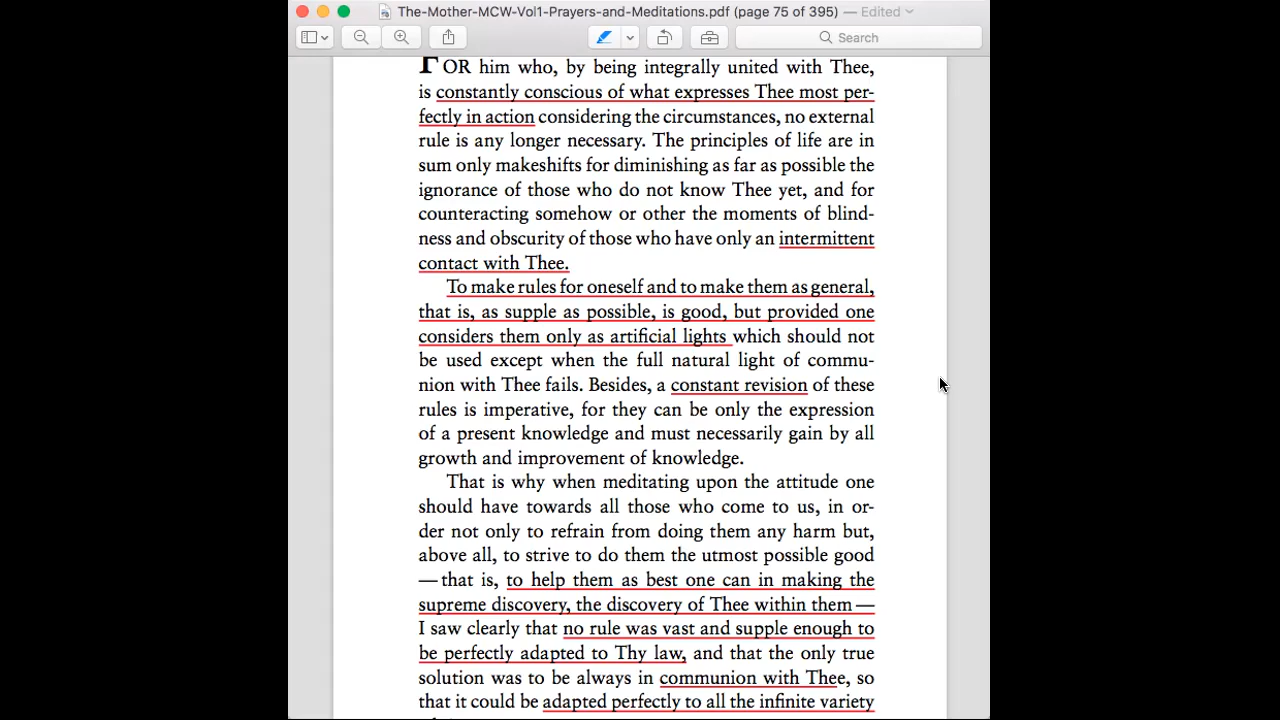 The-Mother-MCW-Vol1-Prayers-and-Meditations.pdf (page 75 of 395) — Edited
Search
FOR him who, by being integrally united with Thee,
is constantly conscious of what expresses Thee most per-
fectly in action considering the circumstances, no external
rule is any longer necessary. The principles of life are in
sum only makeshifts for diminishing as far as possible the
ignorance of those who do not know Thee yet, and for
counteracting somehow or other the moments of blind-
ness and obscurity of those who have only an intermittent
contact with Thee.
To make rules for oneself and to make them as general,
that is, as supple as possible, is good, but provided one
considers them only as artificial lights which should not
be used except when the full natural light of commu-
nion with Thee fails. Besides, a constant revision of these
rules is imperative, for they can be only the expression
of a present knowledge and must necessarily gain by all
growth and improvement of knowledge.
That is why when meditating upon the attitude one
should have towards all those who come to us, in or-
der not only to refrain from doing them any harm but,
above all, to strive to do them the utmost possible good
— that is, to help them as best one can in making the
supreme discovery, the discovery of Thee within them —
I saw clearly that no rule was vast and supple enough to
be perfectly adapted to Thy law, and that the only true
solution was to be always in communion with Thee, so
that it could be adapted perfectly to all the infinite variety